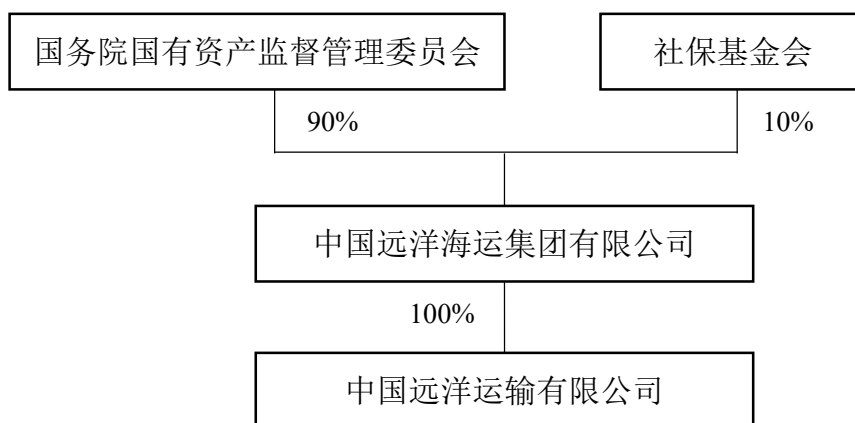 国务院国有资产监督管理委员会
社保基金会
90%
10%
中国远洋海运集团有限公司
100%
中国远洋运输有限公司